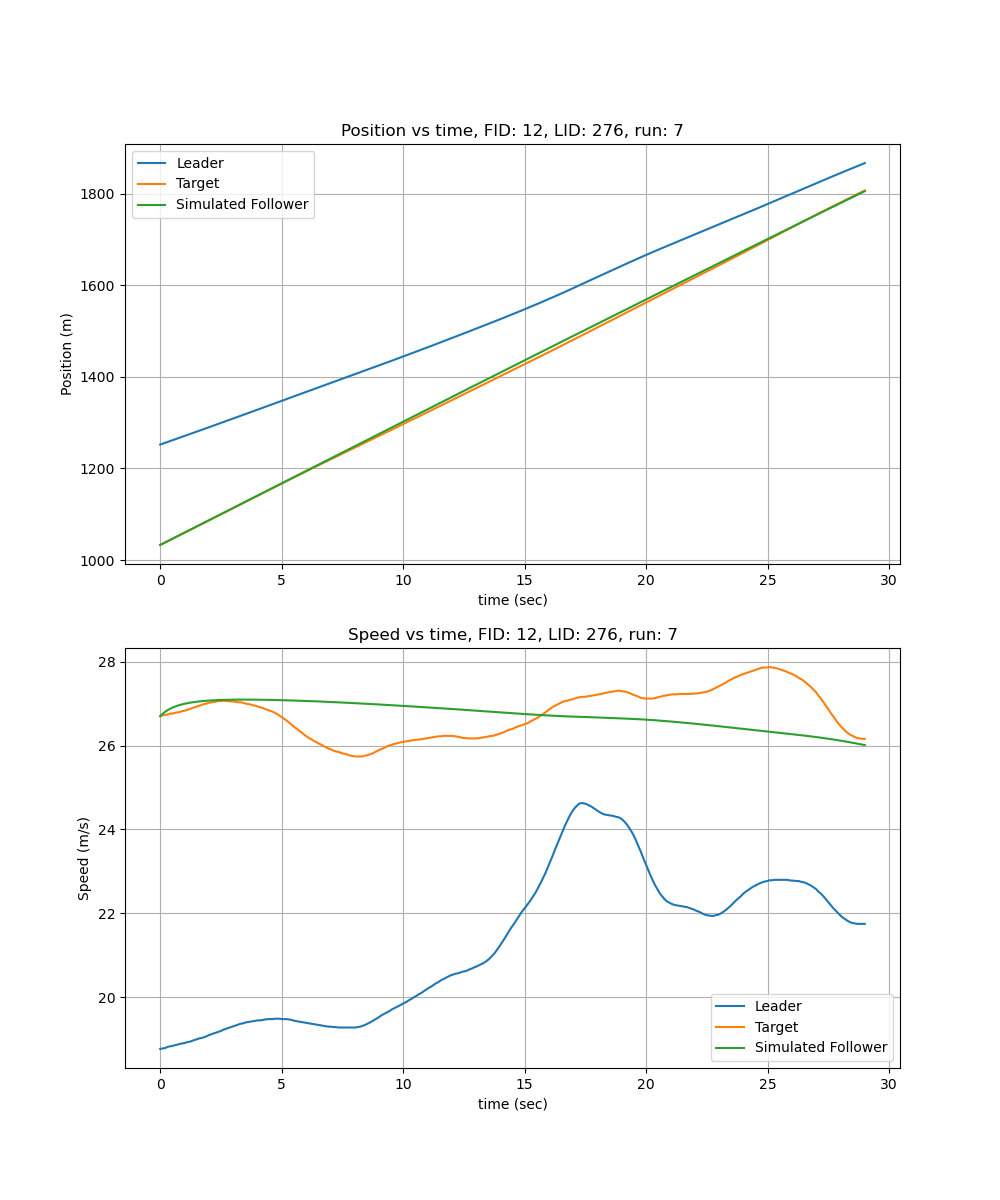 Position vs time, FID: 12, LID: 276, run: 7
Leader
Target
Simulated Follower
1800
1600
1400
1200
1000
Position (m)
0 5 10 15 20 25 30
time (sec)
Speed vs time, FID: 12, LID: 276, run: 7
28
26
24
22
20
Speed (m/s)
Leader
Target
Simulated Follower
0 5 10 15 20 25 30
time (sec)